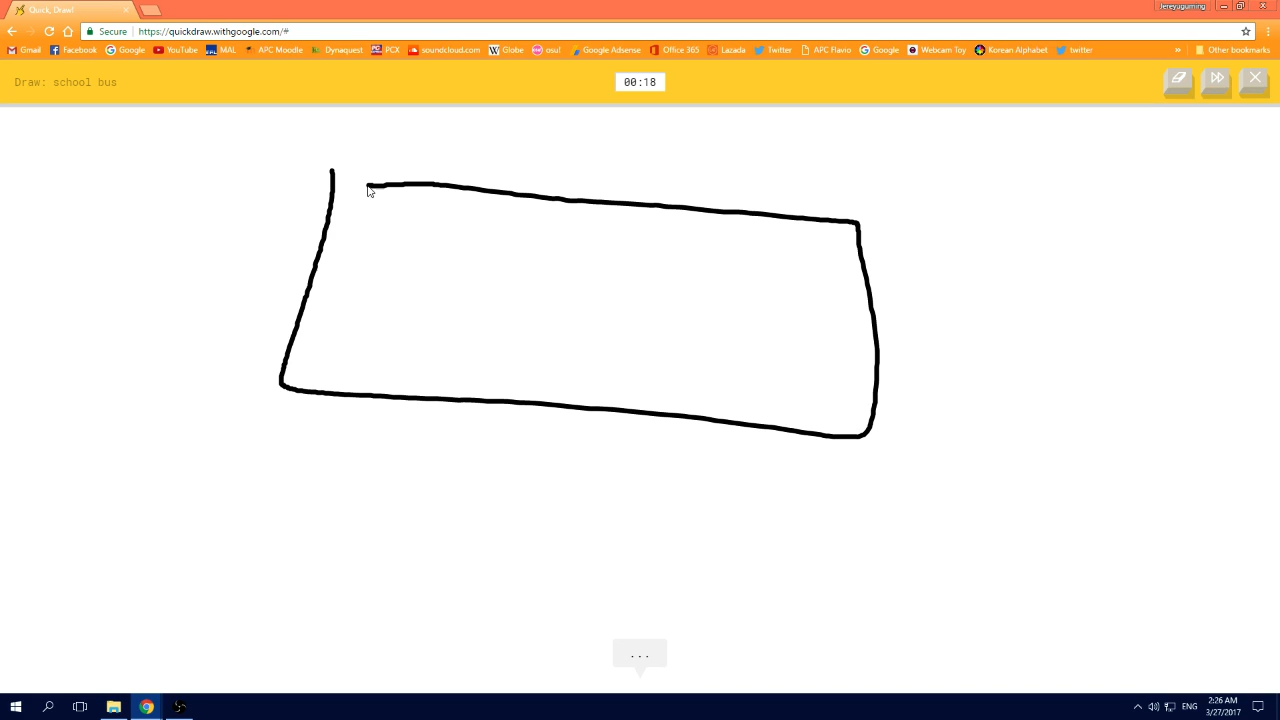 Quick, Draw!
Jereyuguming
Secure
https://quickdraw.withgoogle.com/#
Gmail Facebook Google YouTube MAL APC Moodle Dynaquest PCX soundcloud.com Globe osu! Google Adsense Office 365 Lazada Twitter APC Flavio Google Webcam Toy Korean Alphabet twitter » Other bookmarks
Draw: school bus
00:18
...
ENG
2:26 AM
3/27/2017